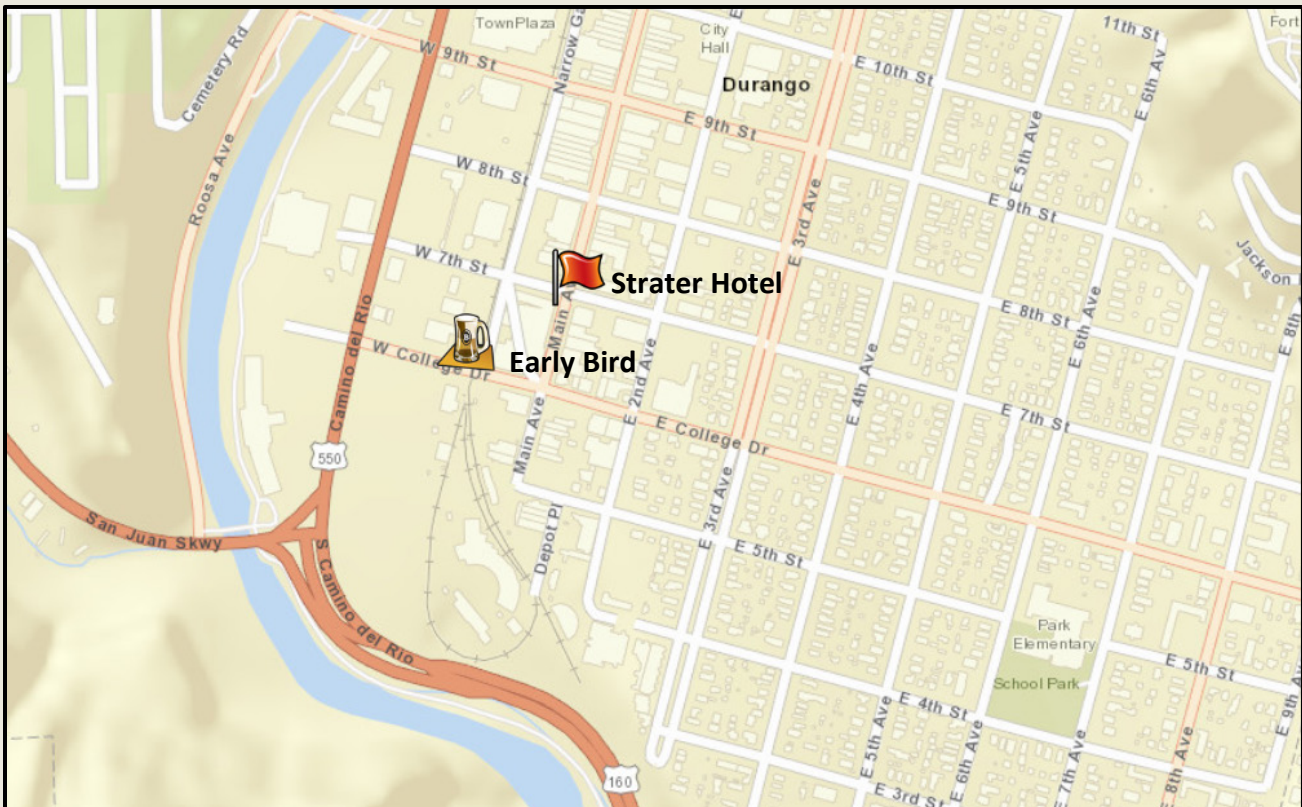 TownPlaza
City
Hall
11th St
Fort
Cemetery Rd
Narrow Ga
W 9th St
E 10th St
E 6th Av
Durango
E 9th St
Roosa Ave
W 8th St
E 5th Ave
E 3rd Ave
E 9th St
W 7th St
Jackson
Strater Hotel
E 4th Ave
E 8th St
E 6th Ave
E 8th A
Camino del Rio
Main A
W College Dr
Early Bird
E 2nd Ave
E 7th St
550
Main Ave
E College Dr
San Juan Skwy
S Camino del Rio
Depot Pl
E 3rd Ave
E 5th St
Park
Elementary
E 5th St
School Park
E 4th St
E 9th Av
E 5th Ave
E 6th Ave
E 7th Ave
E 8th Ave
160
E 3rd St